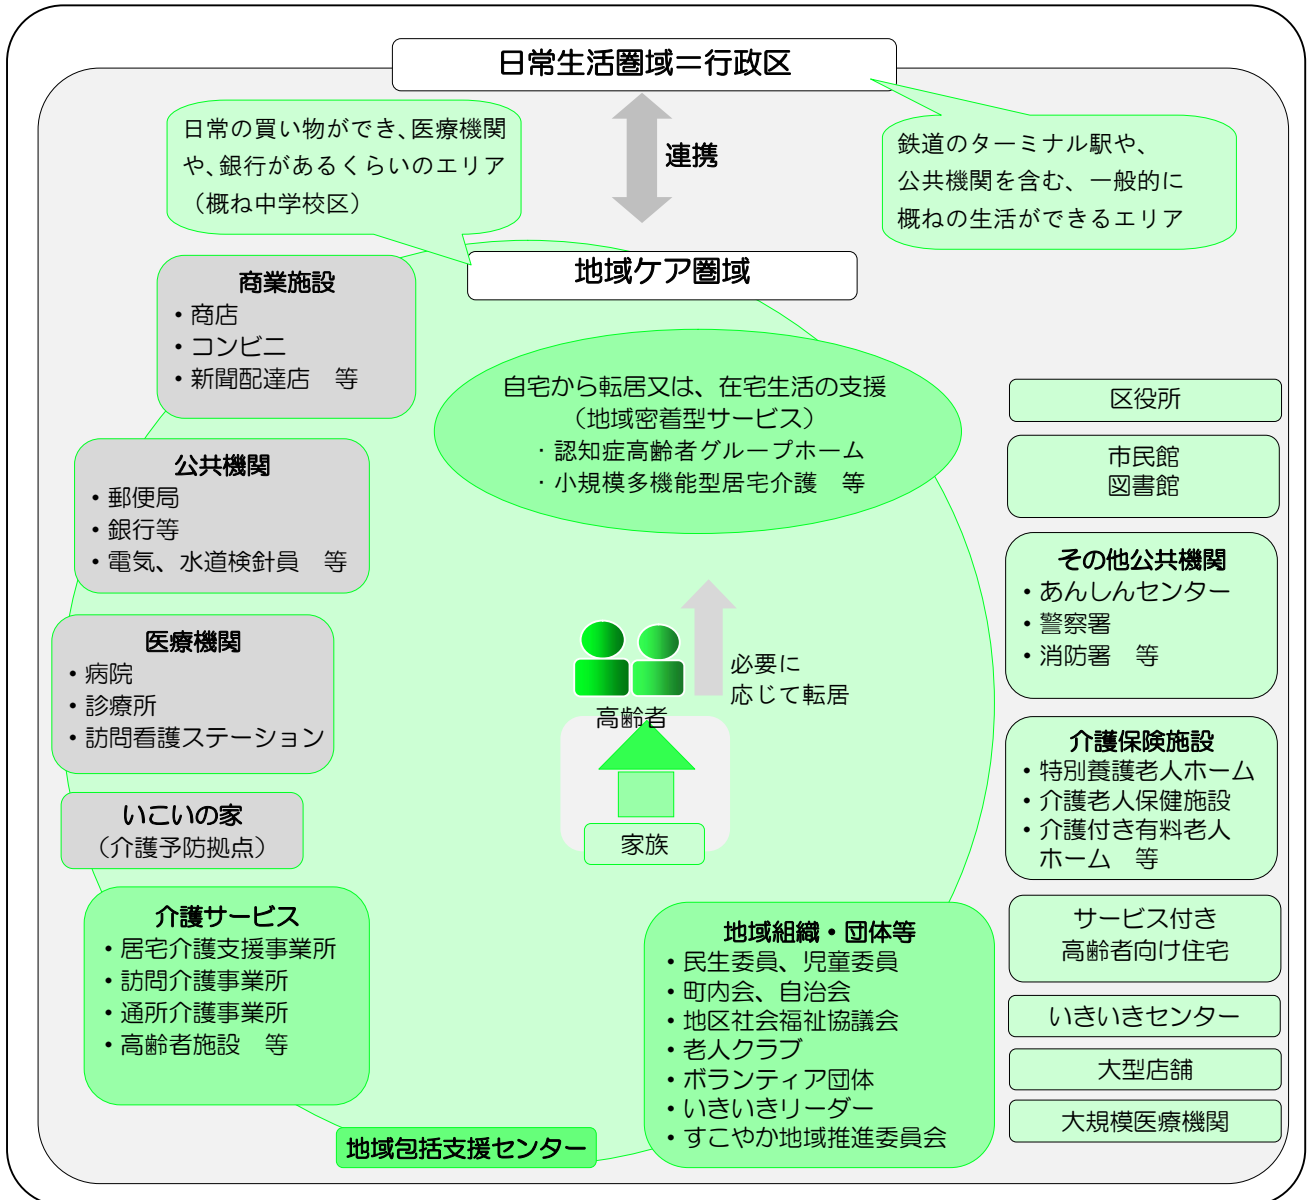 日常生活圏域＝行政区
日常の買い物ができ、医療機関
や、銀行があるくらいのエリア
（概ね中学校区）
連携
鉄道のターミナル駅や、
公共機関を含む、一般的に
概ねの生活ができるエリア
地域ケア圏域
商業施設
・商店
・コンビニ
・新聞配達店　等
自宅から転居又は、在宅生活の支援
（地域密着型サービス）
・認知症高齢者グループホーム
・小規模多機能型居宅介護　等
公共機関
・郵便局
・銀行等
・電気、水道検針員　等
医療機関
・病院
・診療所
・訪問看護ステーション
いこいの家
（介護予防拠点）
介護サービス
・居宅介護支援事業所
・訪問介護事業所
・通所介護事業所
・高齢者施設　等
必要に
応じて転居
高齢者
家族
地域組織・団体等
・民生委員、児童委員
・町内会、自治会
・地区社会福祉協議会
・老人クラブ
・ボランティア団体
・いきいきリーダー
・すこやか地域推進委員会
地域包括支援センター
区役所
市民館
図書館
その他公共機関
・あんしんセンター
・警察署
・消防署　等
介護保険施設
・特別養護老人ホーム
・介護老人保健施設
・介護付き有料老人
ホーム　等
サービス付き
高齢者向け住宅
いきいきセンター
大型店舗
大規模医療機関